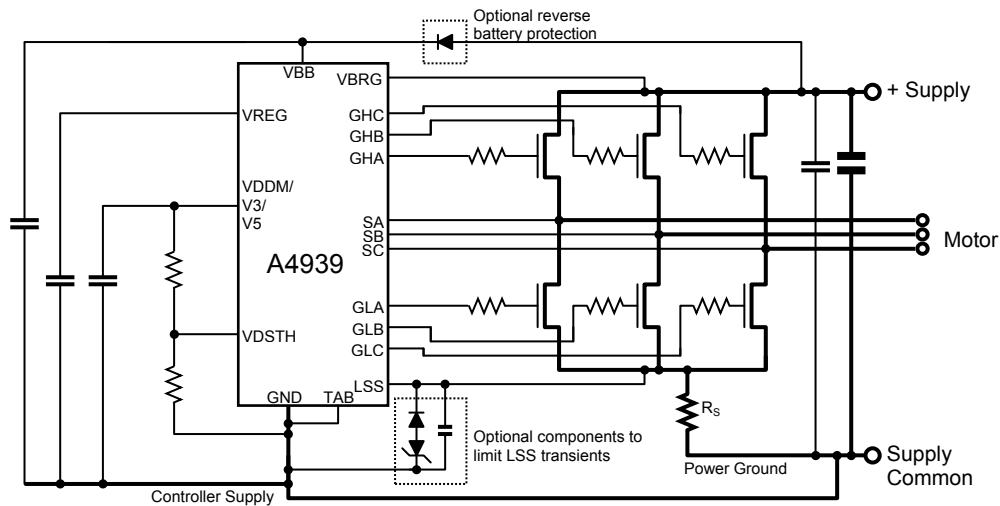 Optional reverse
battery protection
VBB
VBRG
+ Supply
VREG
GHC
GHB
GHA
VDDM/
V3/
V5
SA
SB
SC
Motor
A4939
GLA
GLB
GLC
VDSTH
LSS
GND
TAB
RS
Optional components to
limit LSS transients
Power Ground
Supply
Common
Controller Supply